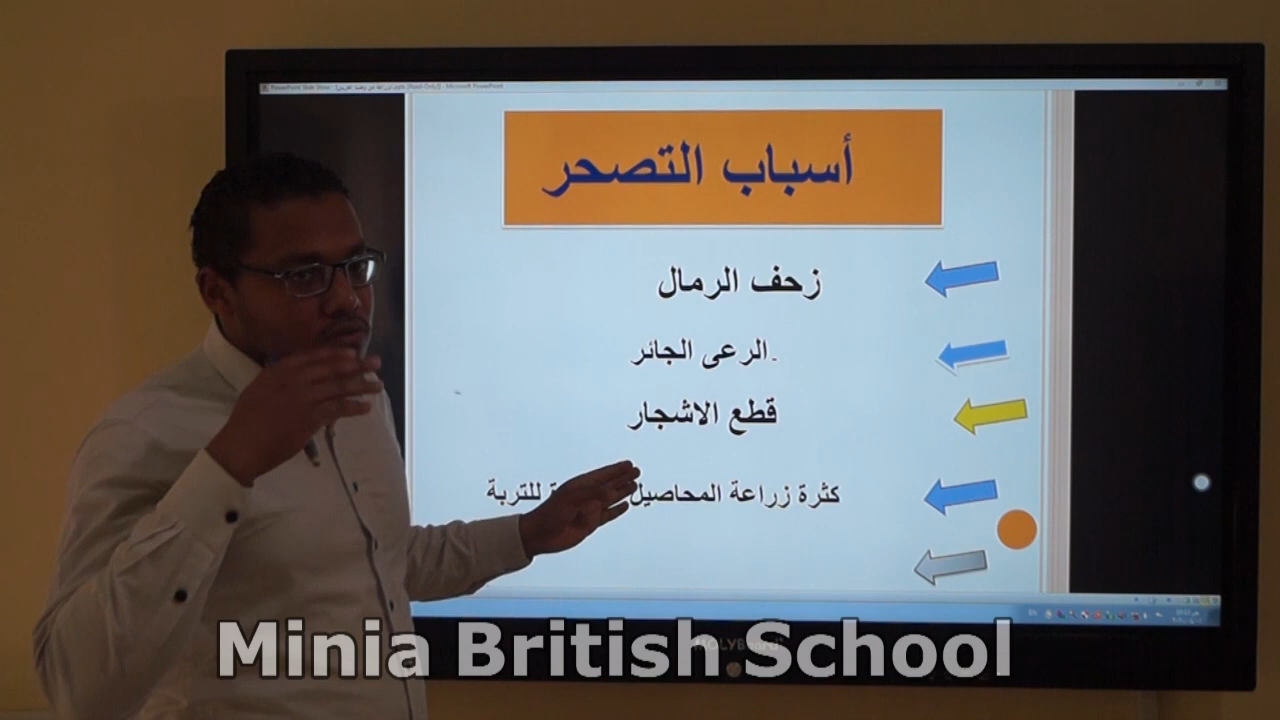 أسباب التصحر
زحف الرمال
الرعى الجائر
قطع الاشجار
كثرة زراعة المحاصيل للتربة
Minia British School